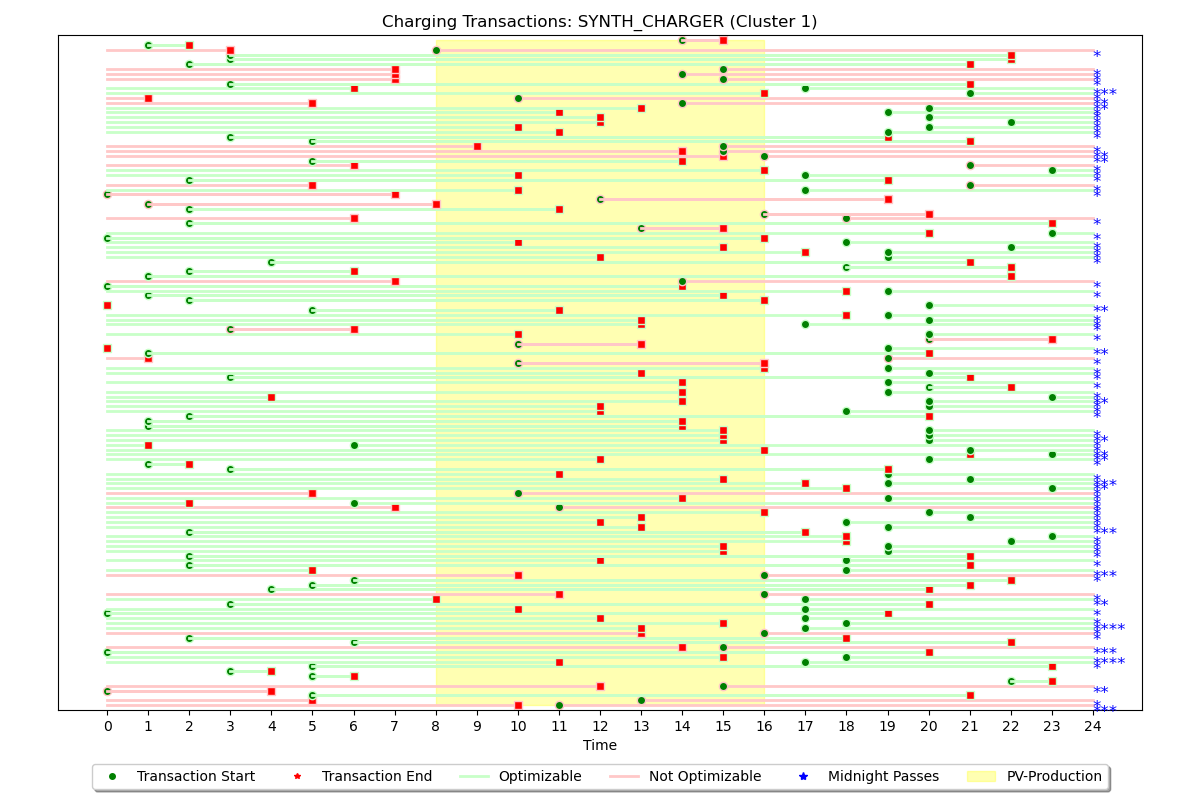 Charging Transactions: SYNTH_CHARGER (Cluster 1)
0 1 2 3 4 5 6 7 8 9 10 11 12 13 14 15 16 17 18 19 20 21 22 23 24
Time
Transaction Start Transaction End Optimizable Not Optimizable Midnight Passes PV-Production